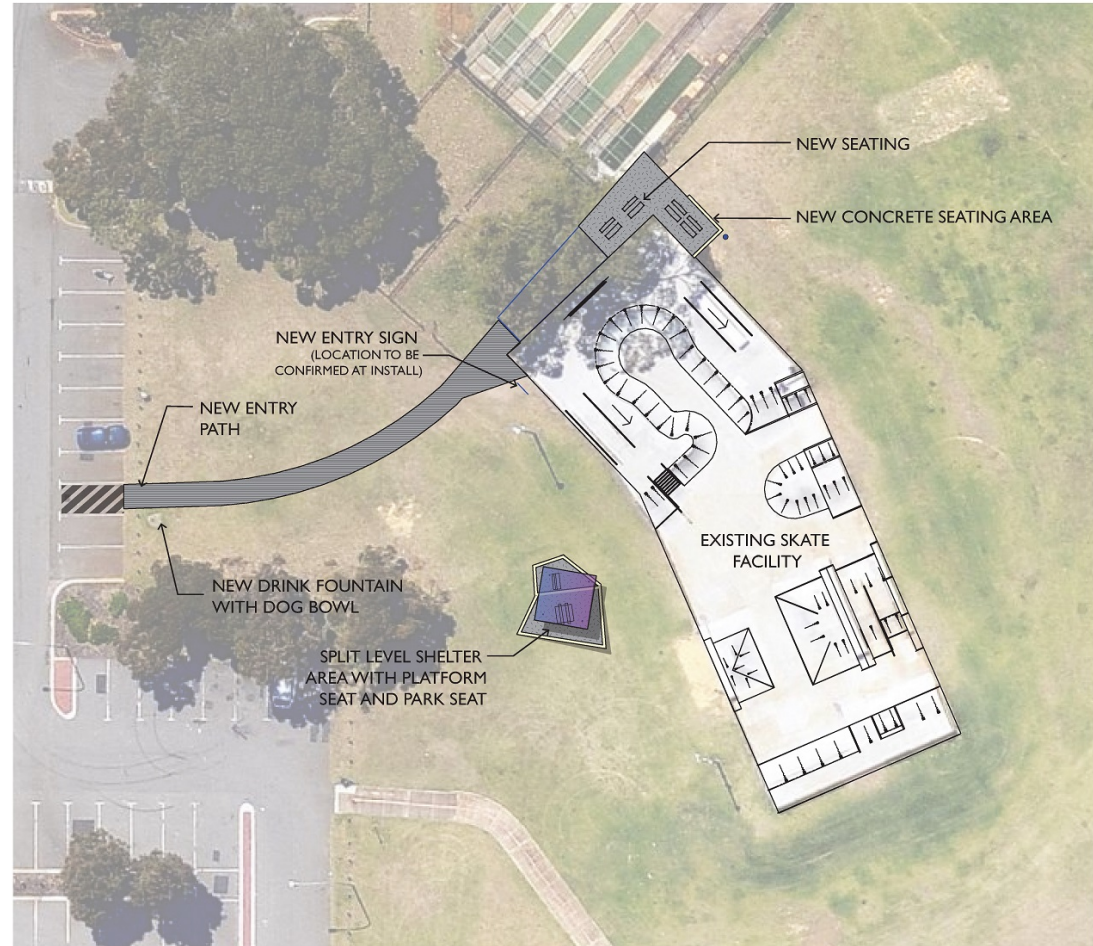 NEW SEATING
NEW CONCRETE SEATING AREA
NEW ENTRY SIGN
(LOCATION TO BE
CONFIRMED AT INSTALL)
NEW ENTRY
PATH
EXISTING SKATE
FACILITY
NEW DRINK FOUNTAIN
WITH DOG BOWL
SPLIT LEVEL SHELTER
AREA WITH PLATFORM
SEAT AND PARK SEAT